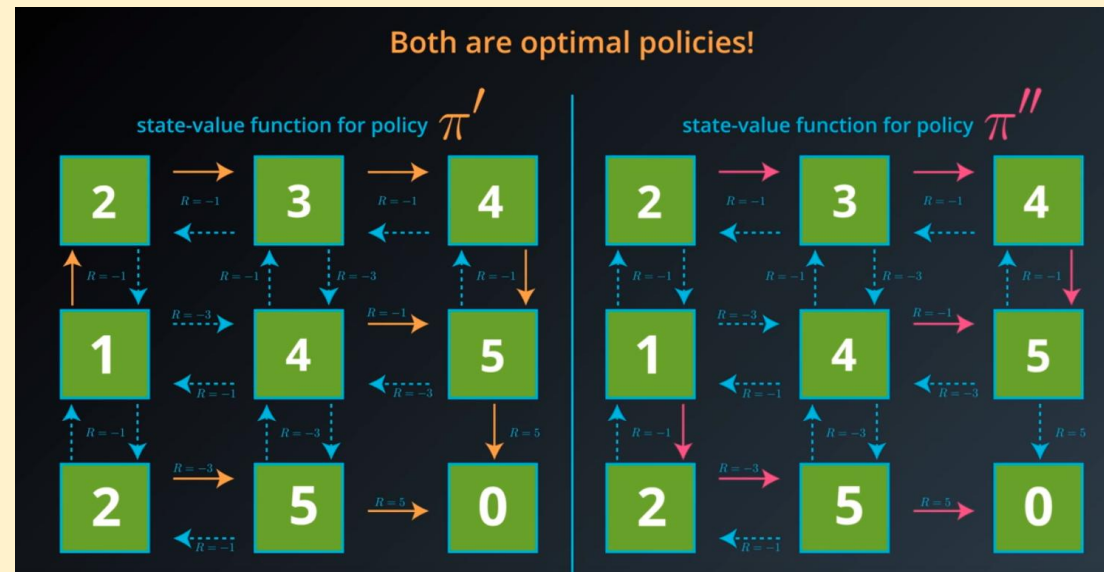 Both are optimal policies!
state-value function for policy π′
2 3 4
R = −1 R = −1
R = −1 R = −1 R = −3 R = −1
R = −3 R = −1
1 4 5
R = −1 R = −3
R = −1 R = −3 R = 5
R = −3
2 5 0
R = 5
R = −1
state-value function for policy π″
2 3 4
R = −1 R = −1
R = −1 R = −1 R = −3 R = −1
R = −3 R = −1
1 4 5
R = −1 R = −3
R = −1 R = −3 R = 5
R = −3
2 5 0
R = 5
R = −1